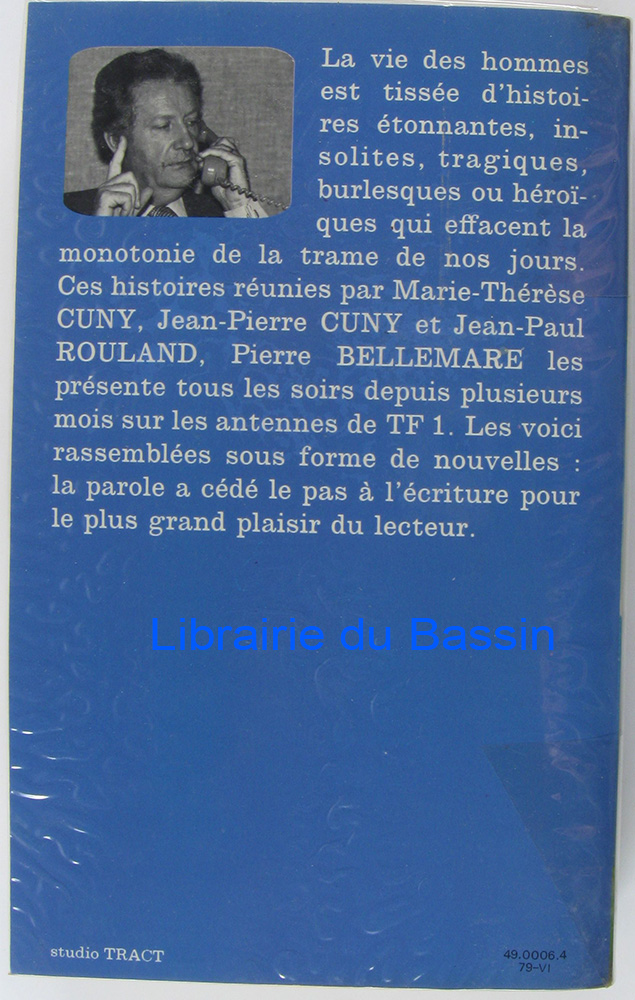 La vie des hommes
est tissée d'histoi-
res étonnantes, in-
solites, tragiques,
burlesques ou héroï-
ques qui effacent la
monotonie de la trame de nos jours.
Ces histoires réunies par Marie-Thérèse
CUNY, Jean-Pierre CUNY et Jean-Paul
ROULAND, Pierre BELLEMARE les
présente tous les soirs depuis plusieurs
mois sur les antennes de TF 1. Les voici
rassemblées sous forme de nouvelles :
la parole a cédé le pas à l'écriture pour
le plus grand plaisir du lecteur.
Librairie du Bassin
studio TRACT
49.0006.4
79-VI